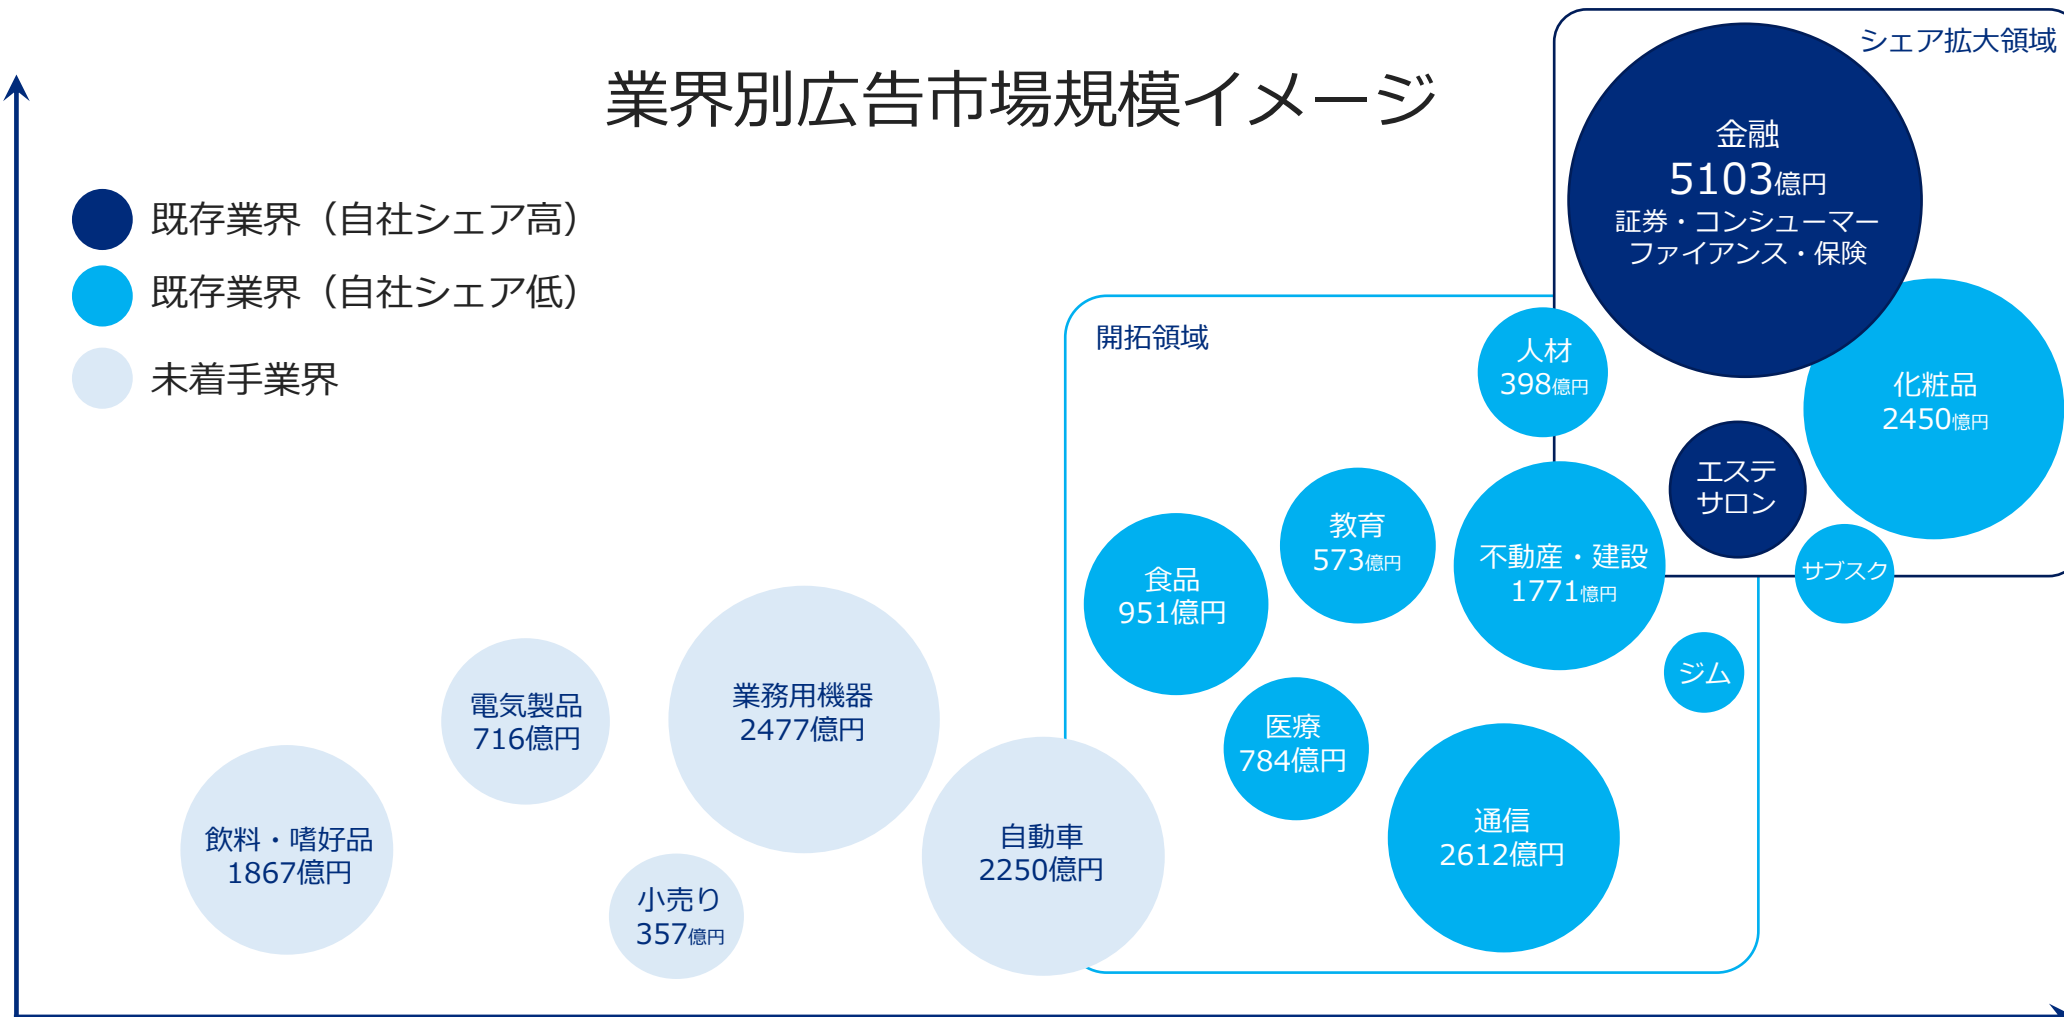 業界別広告市場規模イメージ
シェア拡大領域
既存業界（自社シェア高）
既存業界（自社シェア低）
未着手業界
金融
5103億円
証券・コンシューマー
ファイアンス・保険
開拓領域
人材
398億円
化粧品
2450憶円
エステ
サロン
教育
573億円
不動産・建設
1771憶円
サブスク
食品
951億円
ジム
医療
784億円
通信
2612億円
電気製品
716億円
業務用機器
2477億円
飲料・嗜好品
1867億円
小売り
357億円
自動車
2250億円